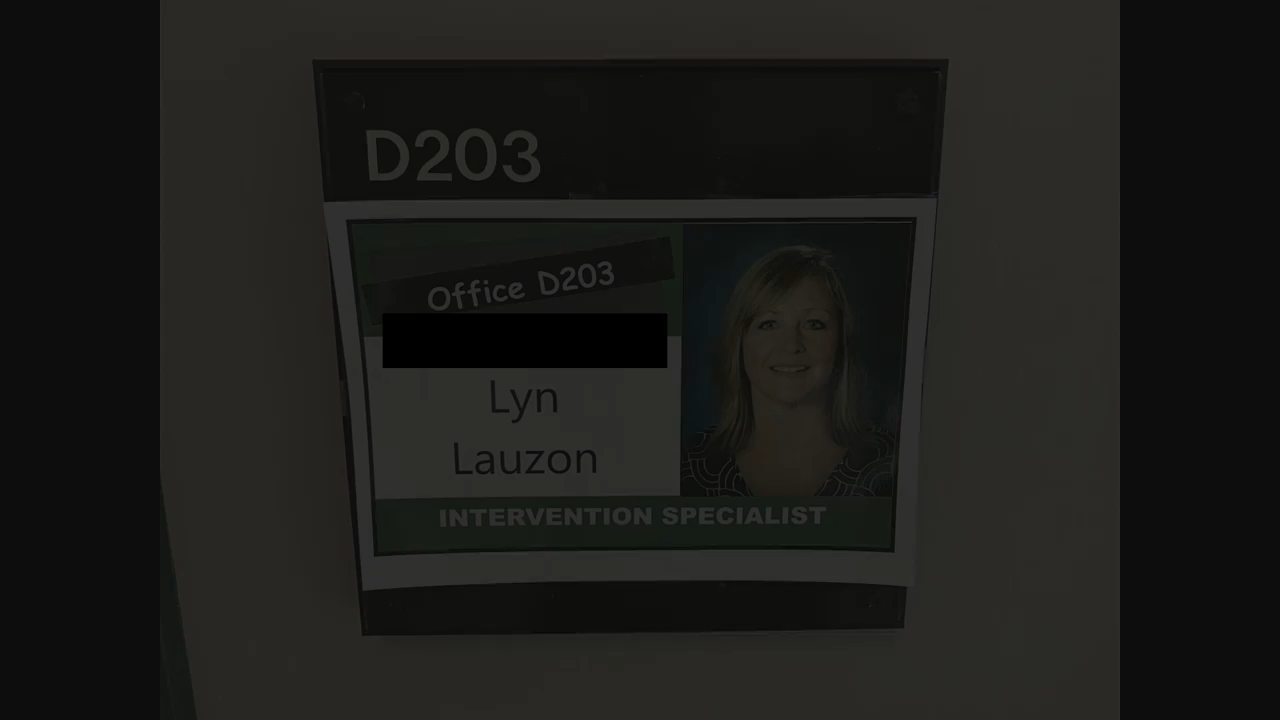 D203
Office D203
Lyn
Lauzon
INTERVENTION SPECIALIST